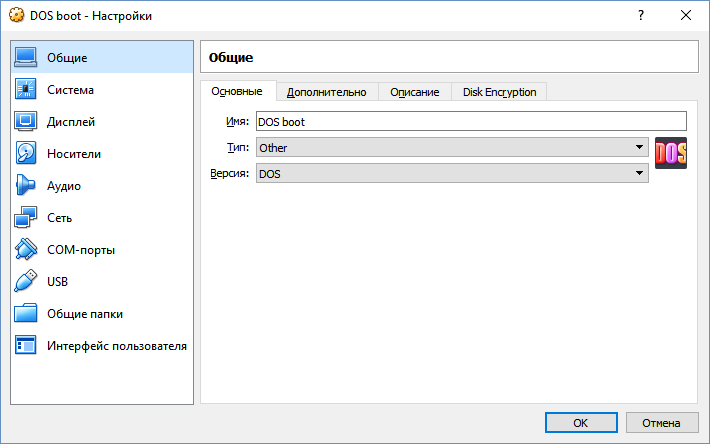 DOS boot - Настройки
?
Общие
Система
Дисплей
Носители
Аудио
Сеть
COM-порты
USB
Общие папки
Интерфейс пользователя
Общие
Основные Дополнительно Описание Disk Encryption
Имя: DOS boot
Тип: Other
DOS
Версия: DOS
OK Отмена